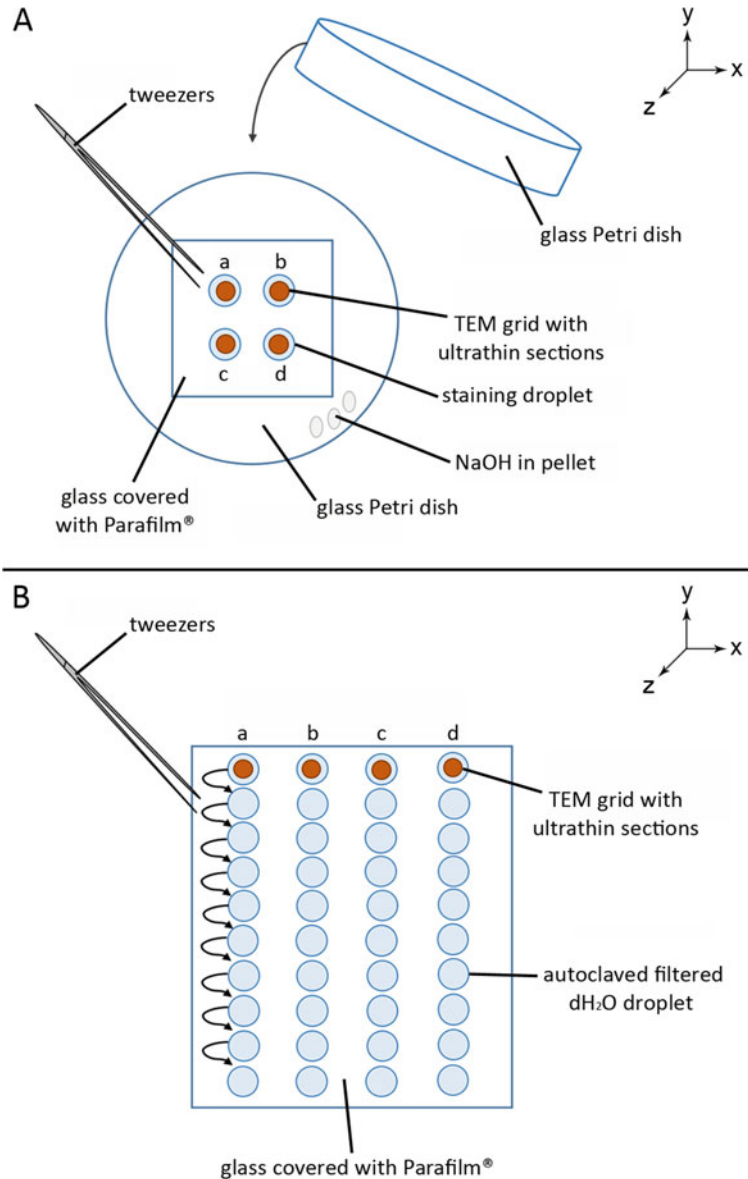 A
y
x
z
tweezers
glass Petri dish
a b
TEM grid with
ultrathin sections
c d
staining droplet
NaOH in pellet
glass covered
with Parafilm®
glass Petri dish
B
y
x
z
tweezers
a b c d
TEM grid with
ultrathin sections
autoclaved filtered
dH₂O droplet
glass covered with Parafilm®